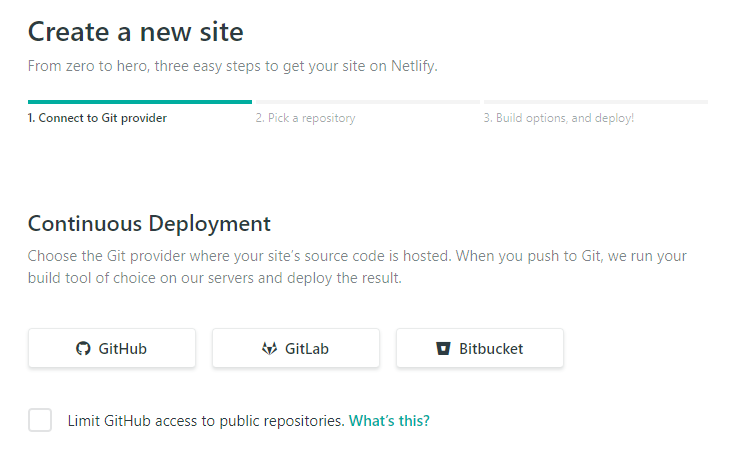 Create a new site
From zero to hero, three easy steps to get your site on Netlify.
1. Connect to Git provider
2. Pick a repository
3. Build options, and deploy!
Continuous Deployment
Choose the Git provider where your site's source code is hosted. When you push to Git, we run your
build tool of choice on our servers and deploy the result.
GitHub
GitLab
Bitbucket
Limit GitHub access to public repositories. What's this?